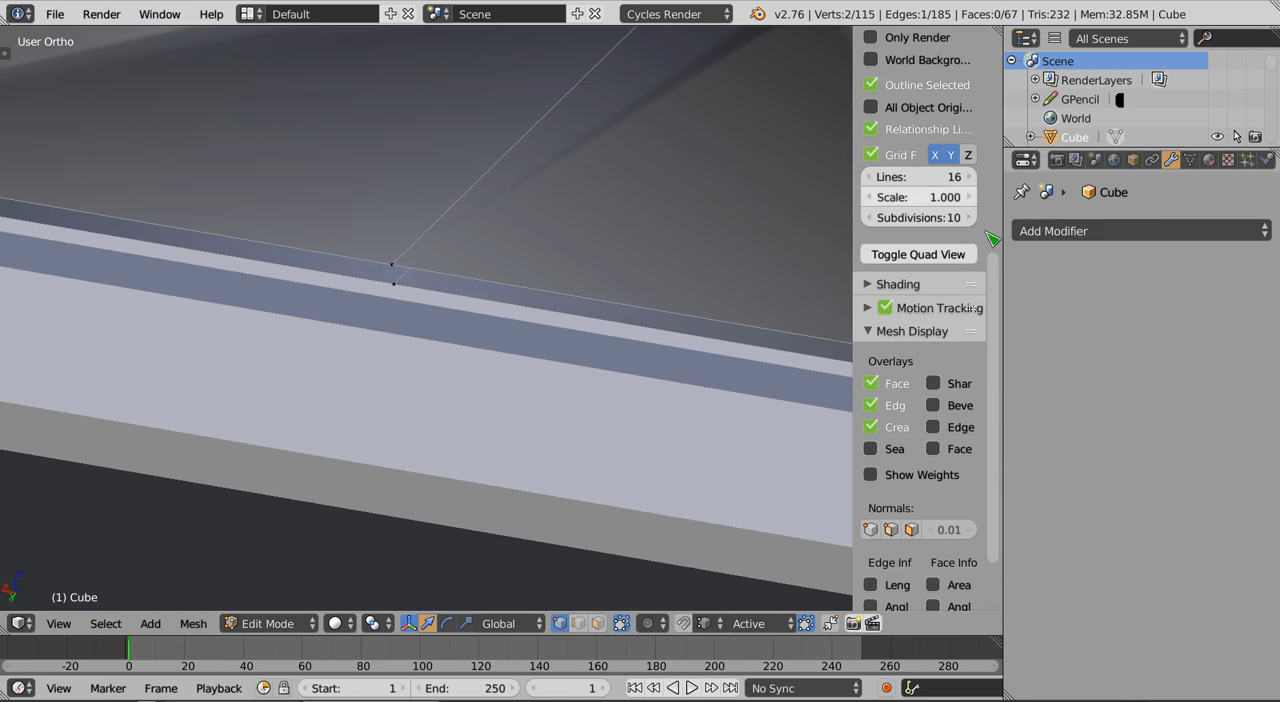 File Render Window Help Default Scene Cycles Render v2.76 | Verts:2/115 | Edges:1/185 | Faces:0/67 | Tris:232 | Mem:32.85M | Cube
User Ortho
Only Render
World Backgro...
Outline Selected
All Object Origi...
Relationship Li...
Grid F X Y Z
Lines: 16
Scale: 1.000
Subdivisions: 10
Toggle Quad View
Shading
Motion Tracking
Mesh Display
Overlays
Face Shar
Edg Beve
Crea Edge
Sea Face
Show Weights
Normals:
0.01
Edge Inf Face Info
Leng Area
Angl Angl
All Scenes
Scene
RenderLayers
GPencil
World
Cube
Cube
Add Modifier
(1) Cube
View Select Add Mesh Edit Mode Global Active
-20 0 20 40 60 80 100 120 140 160 180 200 220 240 260 280
View Marker Frame Playback Start: 1 End: 250 1 No Sync